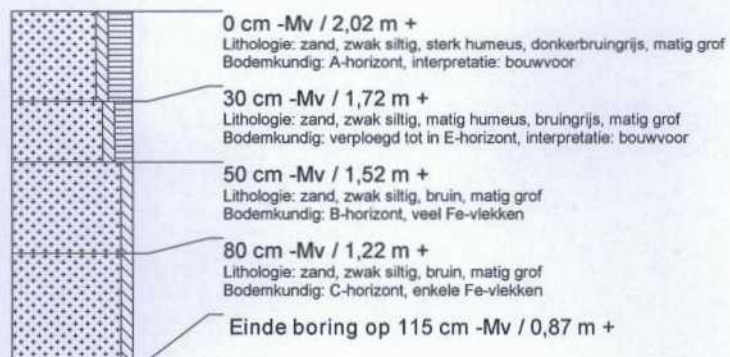 0 cm -Mv / 2,02 m +
Lithologie: zand, zwak siltig, sterk humeus, donkerbruingrijs, matig grof
Bodemkundig: A-horizont, interpretatie: bouwvoor
30 cm -Mv / 1,72 m +
Lithologie: zand, zwak siltig, matig humeus, bruingrijs, matig grof
Bodemkundig: verploegd tot in E-horizont, interpretatie: bouwvoor
50 cm -Mv / 1,52 m +
Lithologie: zand, zwak siltig, bruin, matig grof
Bodemkundig: B-horizont, veel Fe-vlekken
80 cm -Mv / 1,22 m +
Lithologie: zand, zwak siltig, bruin, matig grof
Bodemkundig: C-horizont, enkele Fe-vlekken
Einde boring op 115 cm -Mv / 0,87 m +